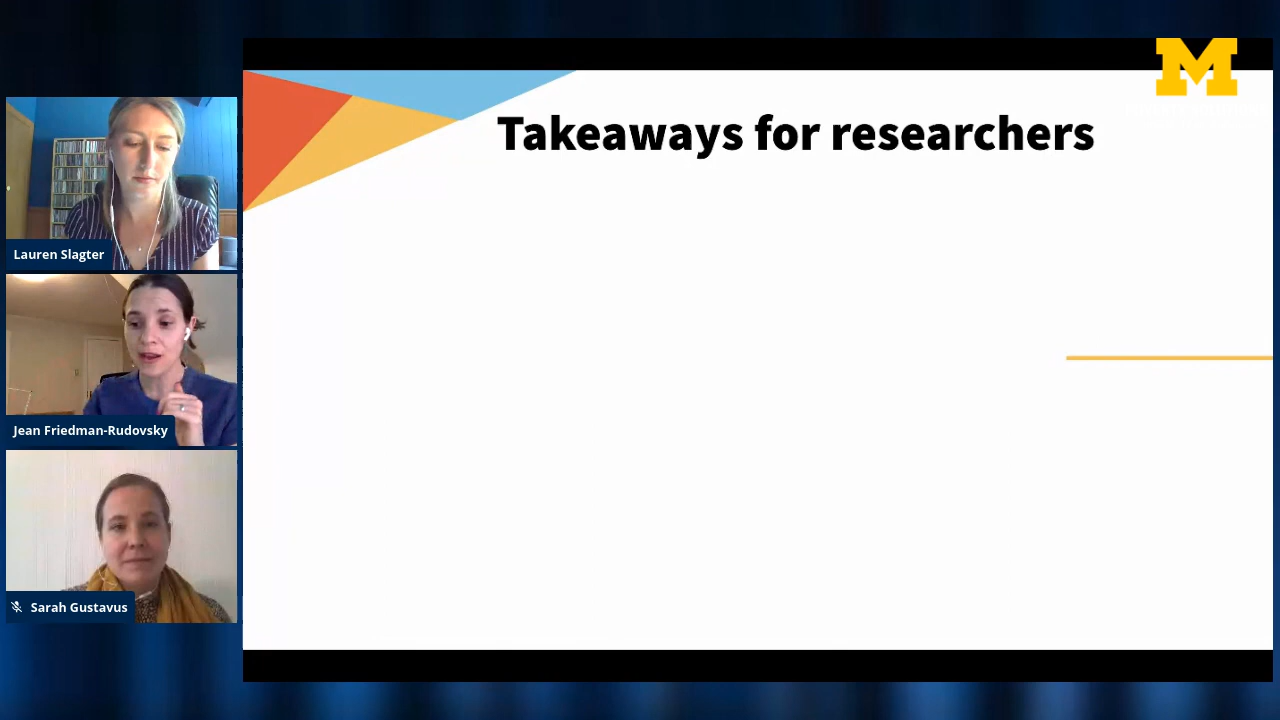 M
Takeaways for researchers
Lauren Slagter
Jean Friedman-Rudovsky
Sarah Gustavus